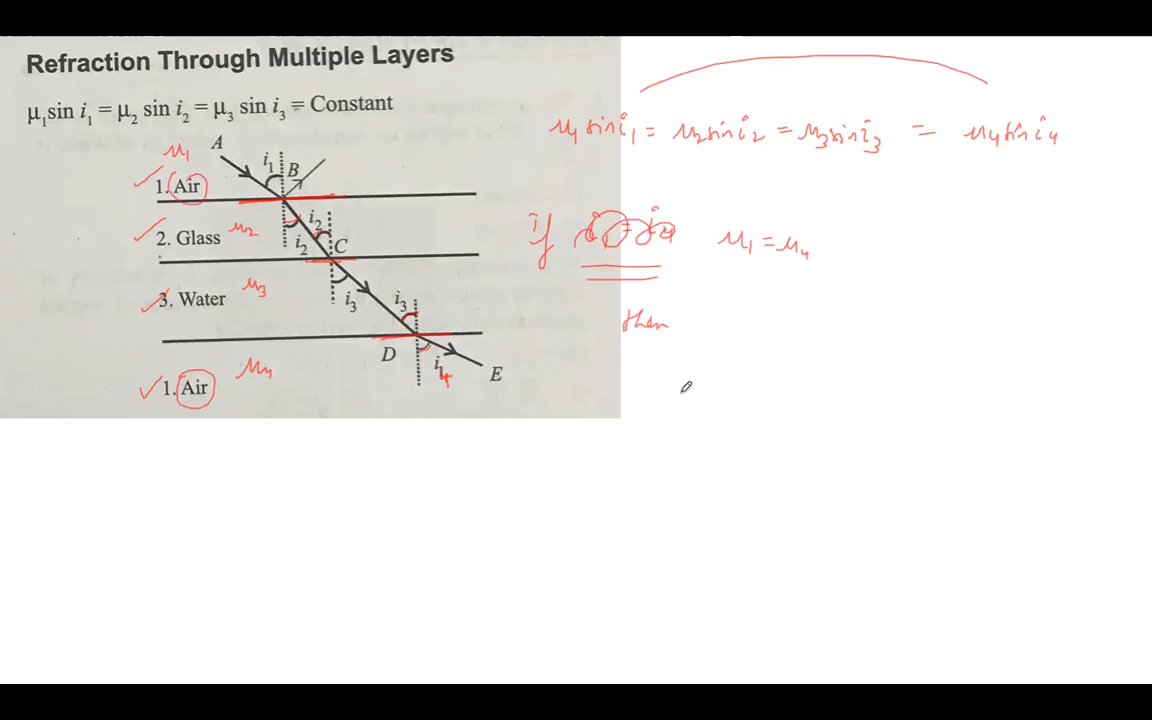 Refraction Through Multiple Layers
μ₁sin i₁ = μ₂ sin i₂ = μ₃ sin i₃ = Constant
μ₁ sin i₁ = μ₂ sin i₂ = μ₃ sin i₃ = μ₄ sin i₄
μ₁ A i₁ B
1. Air
i₂
2. Glass μ₂ i₂ C
if μ₁ = μ₄
3. Water μ₃ i₃ i₃
then
D i₄ E
1. Air μ₄